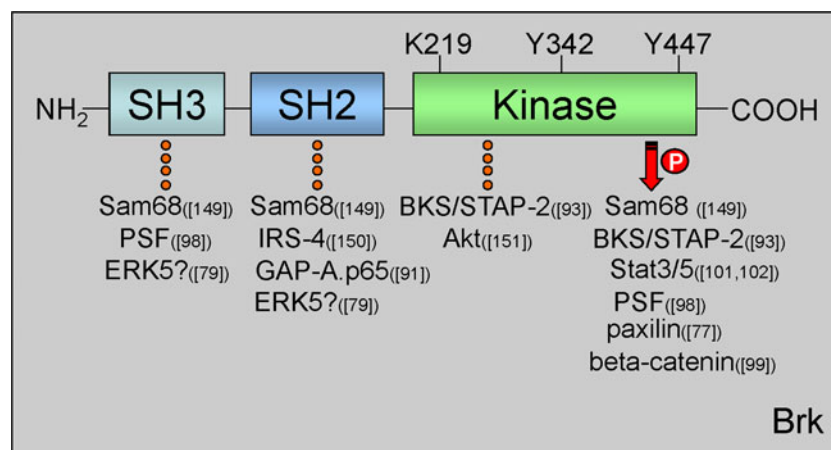 K219 Y342 Y447
NH2 SH3 SH2 Kinase COOH
P
Sam68([149])
PSF([98])
ERK5?([79])
Sam68([149])
IRS-4([150])
GAP-A.p65([91])
ERK5?([79])
BKS/STAP-2([93])
Akt([151])
Sam68 ([149])
BKS/STAP-2([93])
Stat3/5([101,102])
PSF([98])
paxilin([77])
beta-catenin([99])
Brk